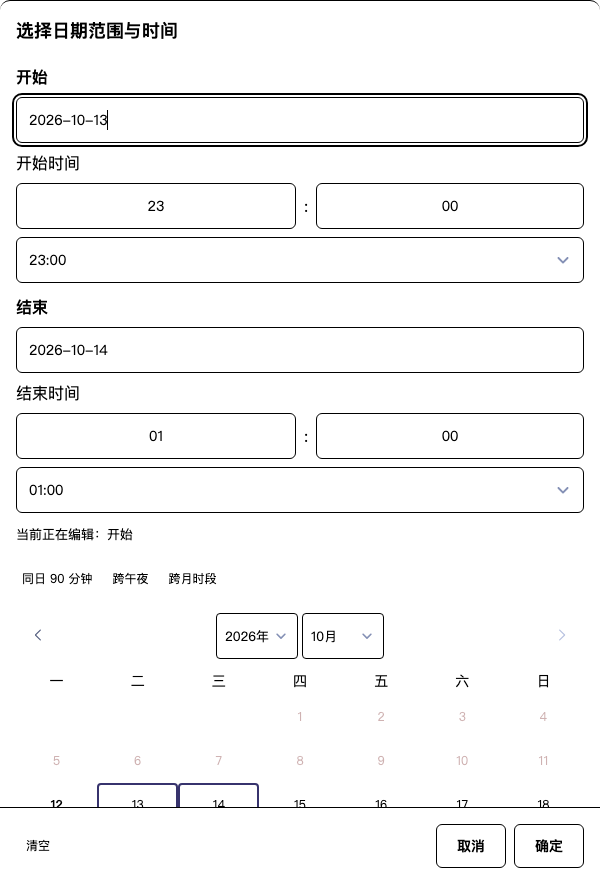 选择日期范围与时间
开始
2026–10–13
开始时间
23 : 00
23:00
结束
2026–10–14
结束时间
01 : 00
01:00
当前正在编辑：开始
同日 90 分钟 跨午夜 跨月时段
2026年 10月
一 二 三 四 五 六 日
1 2 3 4
5 6 7 8 9 10 11
12 13 14 15 16 17 18
清空 取消 确定